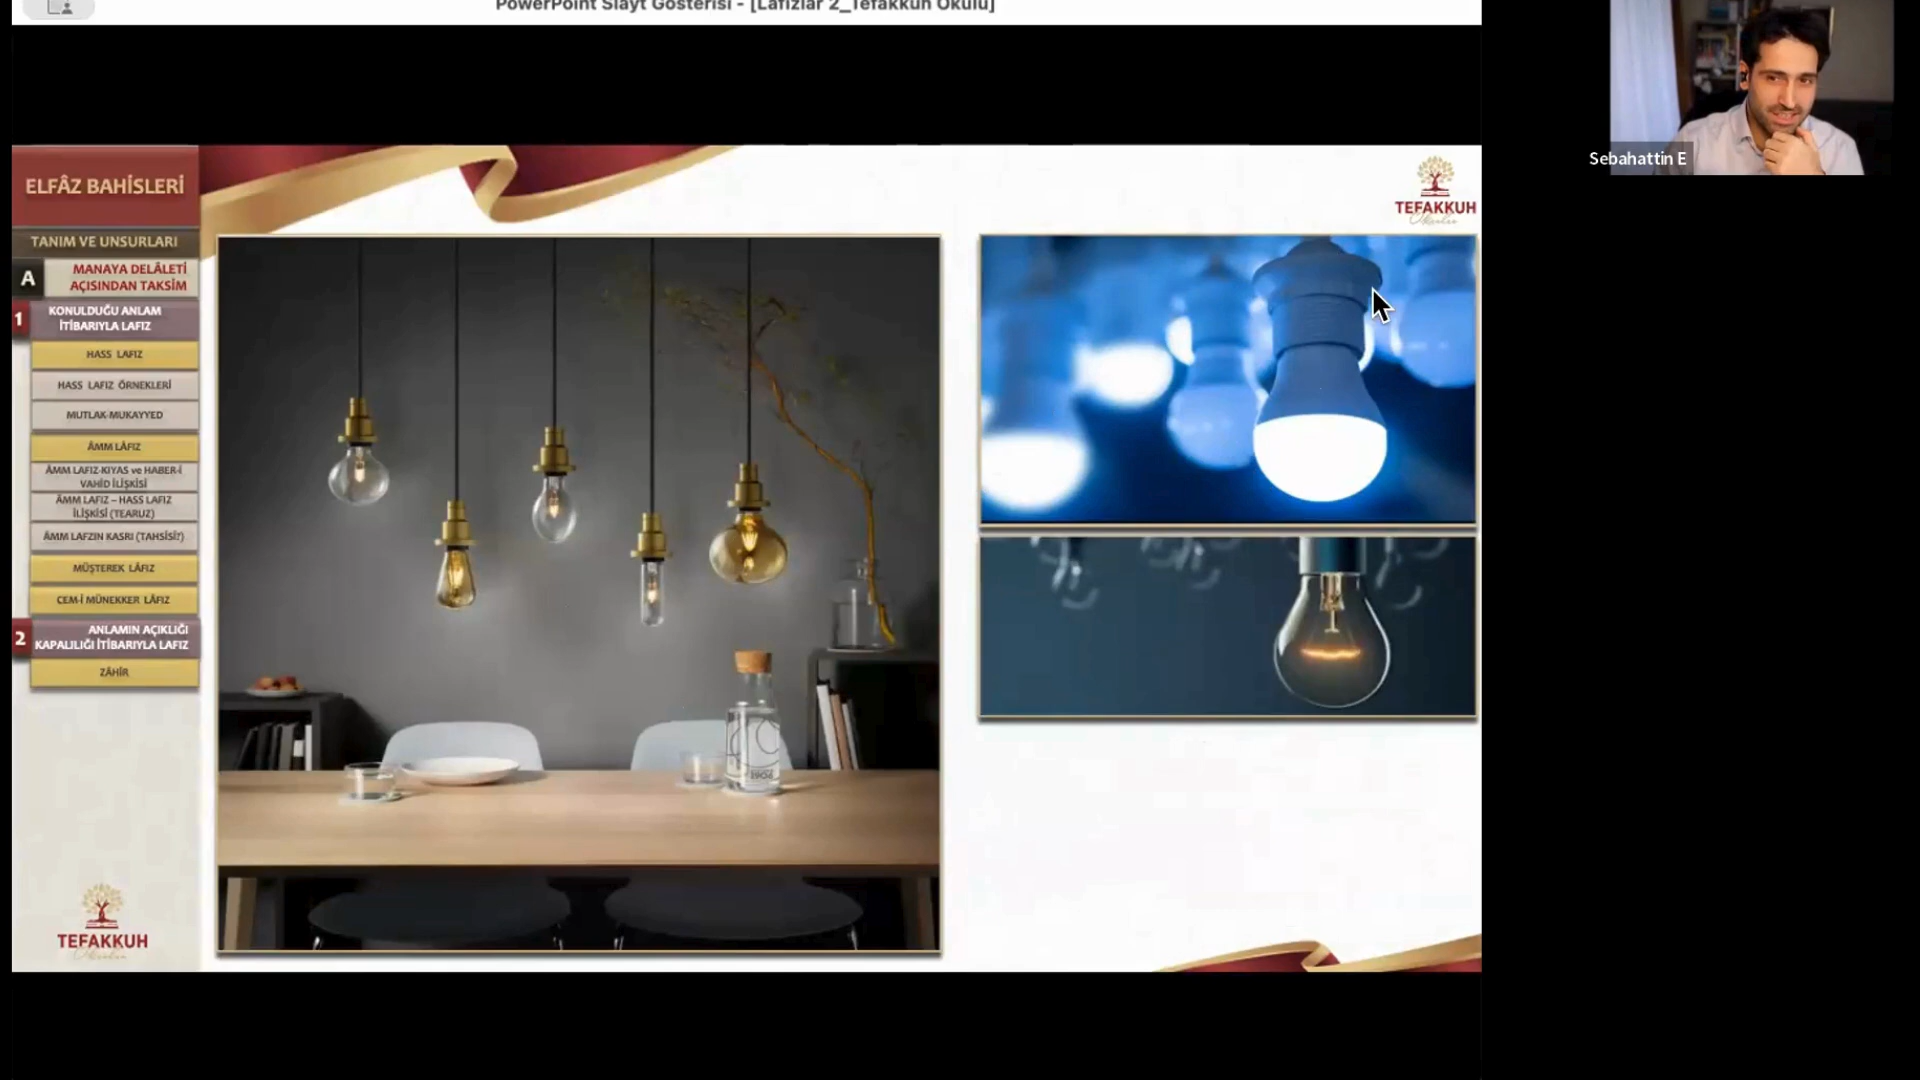 PowerPoint Slayt Gösterisi - [Lafızlar 2_Tefakkuh Okulu]
Sebahattin E
ELFÂZ BAHİSLERİ
TANIM VE UNSURLARI
A
MANAYA DELÂLETİ
AÇISINDAN TAKSİM
1
KONULDUĞU ANLAM
İTİBARIYLA LAFIZ
HASS LAFIZ
HASS LAFIZ ÖRNEKLERİ
MUTLAK-MUKAYYED
ÂMM LÂFIZ
ÂMM LAFIZ-KIYAS ve HABER-İ
VAHİD İLİŞKİSİ
ÂMM LAFIZ – HASS LAFIZ
İLİŞKİSİ (TEARUZ)
ÂMM LAFZIN KASRI (TAHSİSİ?)
MÜŞTEREK LÂFIZ
CEM-İ MÜNEKKER LÂFIZ
2
ANLAMIN AÇIKLIĞI
KAPALILIĞI İTİBARIYLA LAFIZ
ZÂHİR
TEFAKKUH
TEFAKKUH